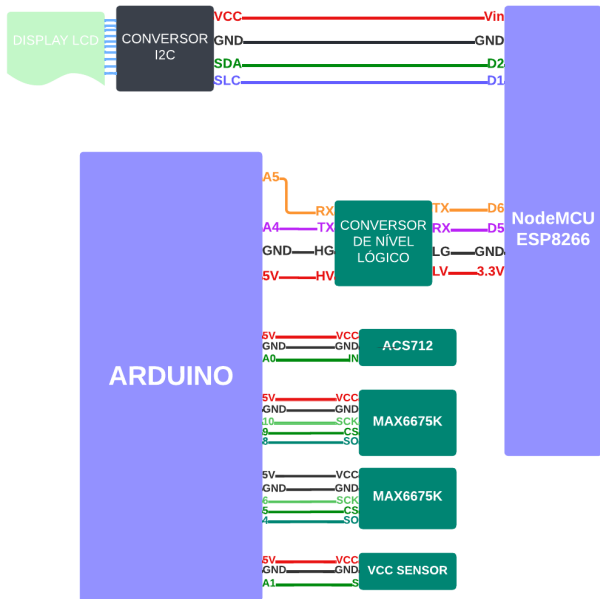 DISPLAY LCD
CONVERSOR
I2C
VCC Vin
GND GND
SDA D2
SLC D1
NodeMCU
ESP8266
A5 RX
A4 TX
GND HG
5V HV
CONVERSOR
DE NÍVEL
LÓGICO
TX D6
RX D5
LG GND
LV 3.3V
ARDUINO
5V VCC
GND GND
A0 IN
ACS712
5V VCC
GND GND
10 SCK
9 CS
8 SO
MAX6675K
5V VCC
GND GND
6 SCK
5 CS
4 SO
MAX6675K
5V VCC
GND GND
A1 S
VCC SENSOR